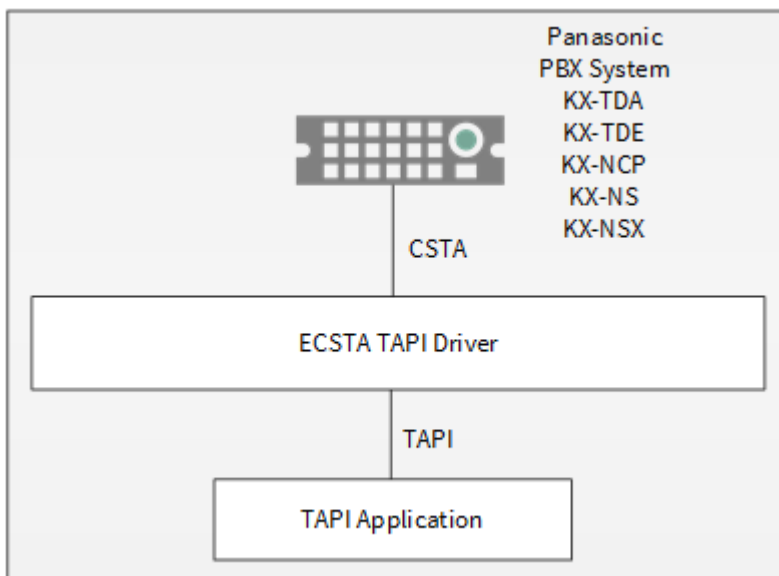 Panasonic
PBX System
KX-TDA
KX-TDE
KX-NCP
KX-NS
KX-NSX
CSTA
ECSTA TAPI Driver
TAPI
TAPI Application